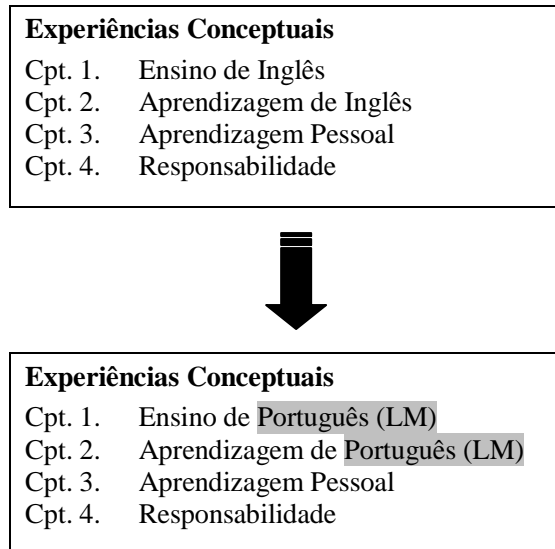 Experiências Conceptuais
Cpt. 1. Ensino de Inglês
Cpt. 2. Aprendizagem de Inglês
Cpt. 3. Aprendizagem Pessoal
Cpt. 4. Responsabilidade
Experiências Conceptuais
Cpt. 1. Ensino de Português (LM)
Cpt. 2. Aprendizagem de Português (LM)
Cpt. 3. Aprendizagem Pessoal
Cpt. 4. Responsabilidade